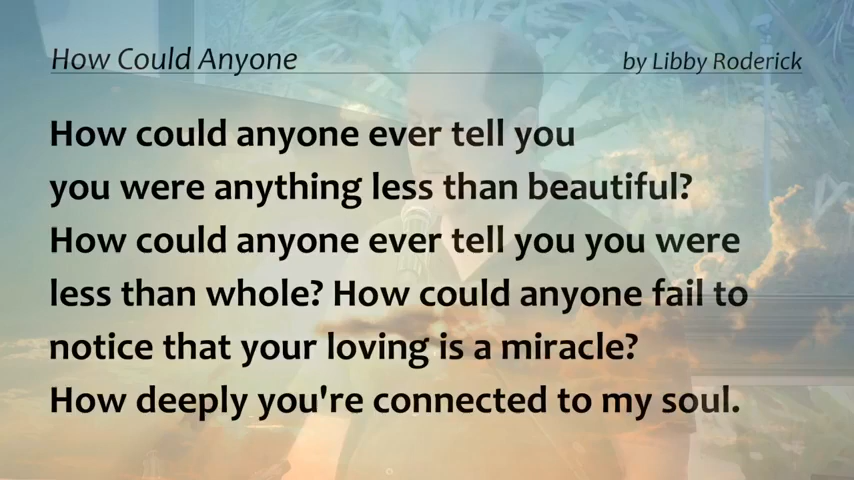 How Could Anyone
by Libby Roderick
How could anyone ever tell you
you were anything less than beautiful?
How could anyone ever tell you you were
less than whole? How could anyone fail to
notice that your loving is a miracle?
How deeply you're connected to my soul.